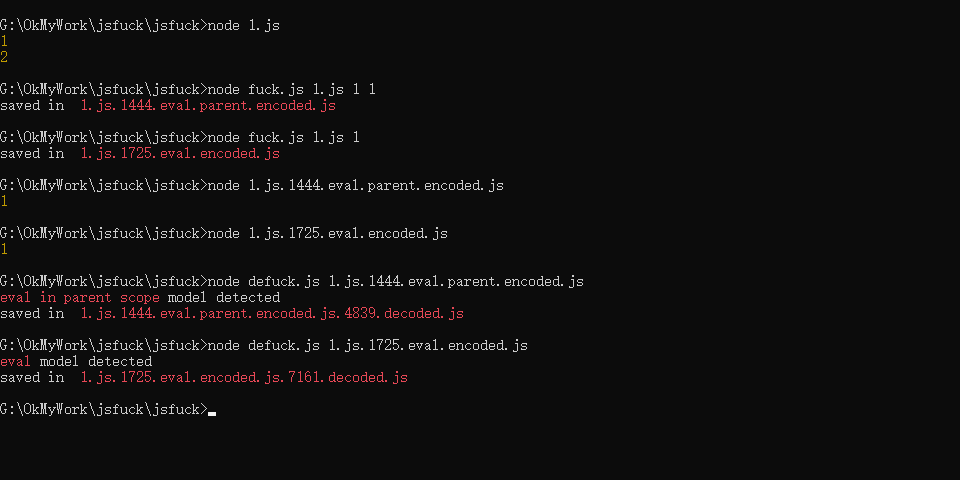 G:\OkMyWork\jsfuck\jsfuck>node 1.js
1
2
G:\OkMyWork\jsfuck\jsfuck>node fuck.js 1.js 1 1
saved in  1.js.1444.eval.parent.encoded.js
G:\OkMyWork\jsfuck\jsfuck>node fuck.js 1.js 1
saved in  1.js.1725.eval.encoded.js
G:\OkMyWork\jsfuck\jsfuck>node 1.js.1444.eval.parent.encoded.js
1
G:\OkMyWork\jsfuck\jsfuck>node 1.js.1725.eval.encoded.js
1
G:\OkMyWork\jsfuck\jsfuck>node defuck.js 1.js.1444.eval.parent.encoded.js
eval in parent scope model detected
saved in  1.js.1444.eval.parent.encoded.js.4839.decoded.js
G:\OkMyWork\jsfuck\jsfuck>node defuck.js 1.js.1725.eval.encoded.js
eval model detected
saved in  1.js.1725.eval.encoded.js.7161.decoded.js
G:\OkMyWork\jsfuck\jsfuck>